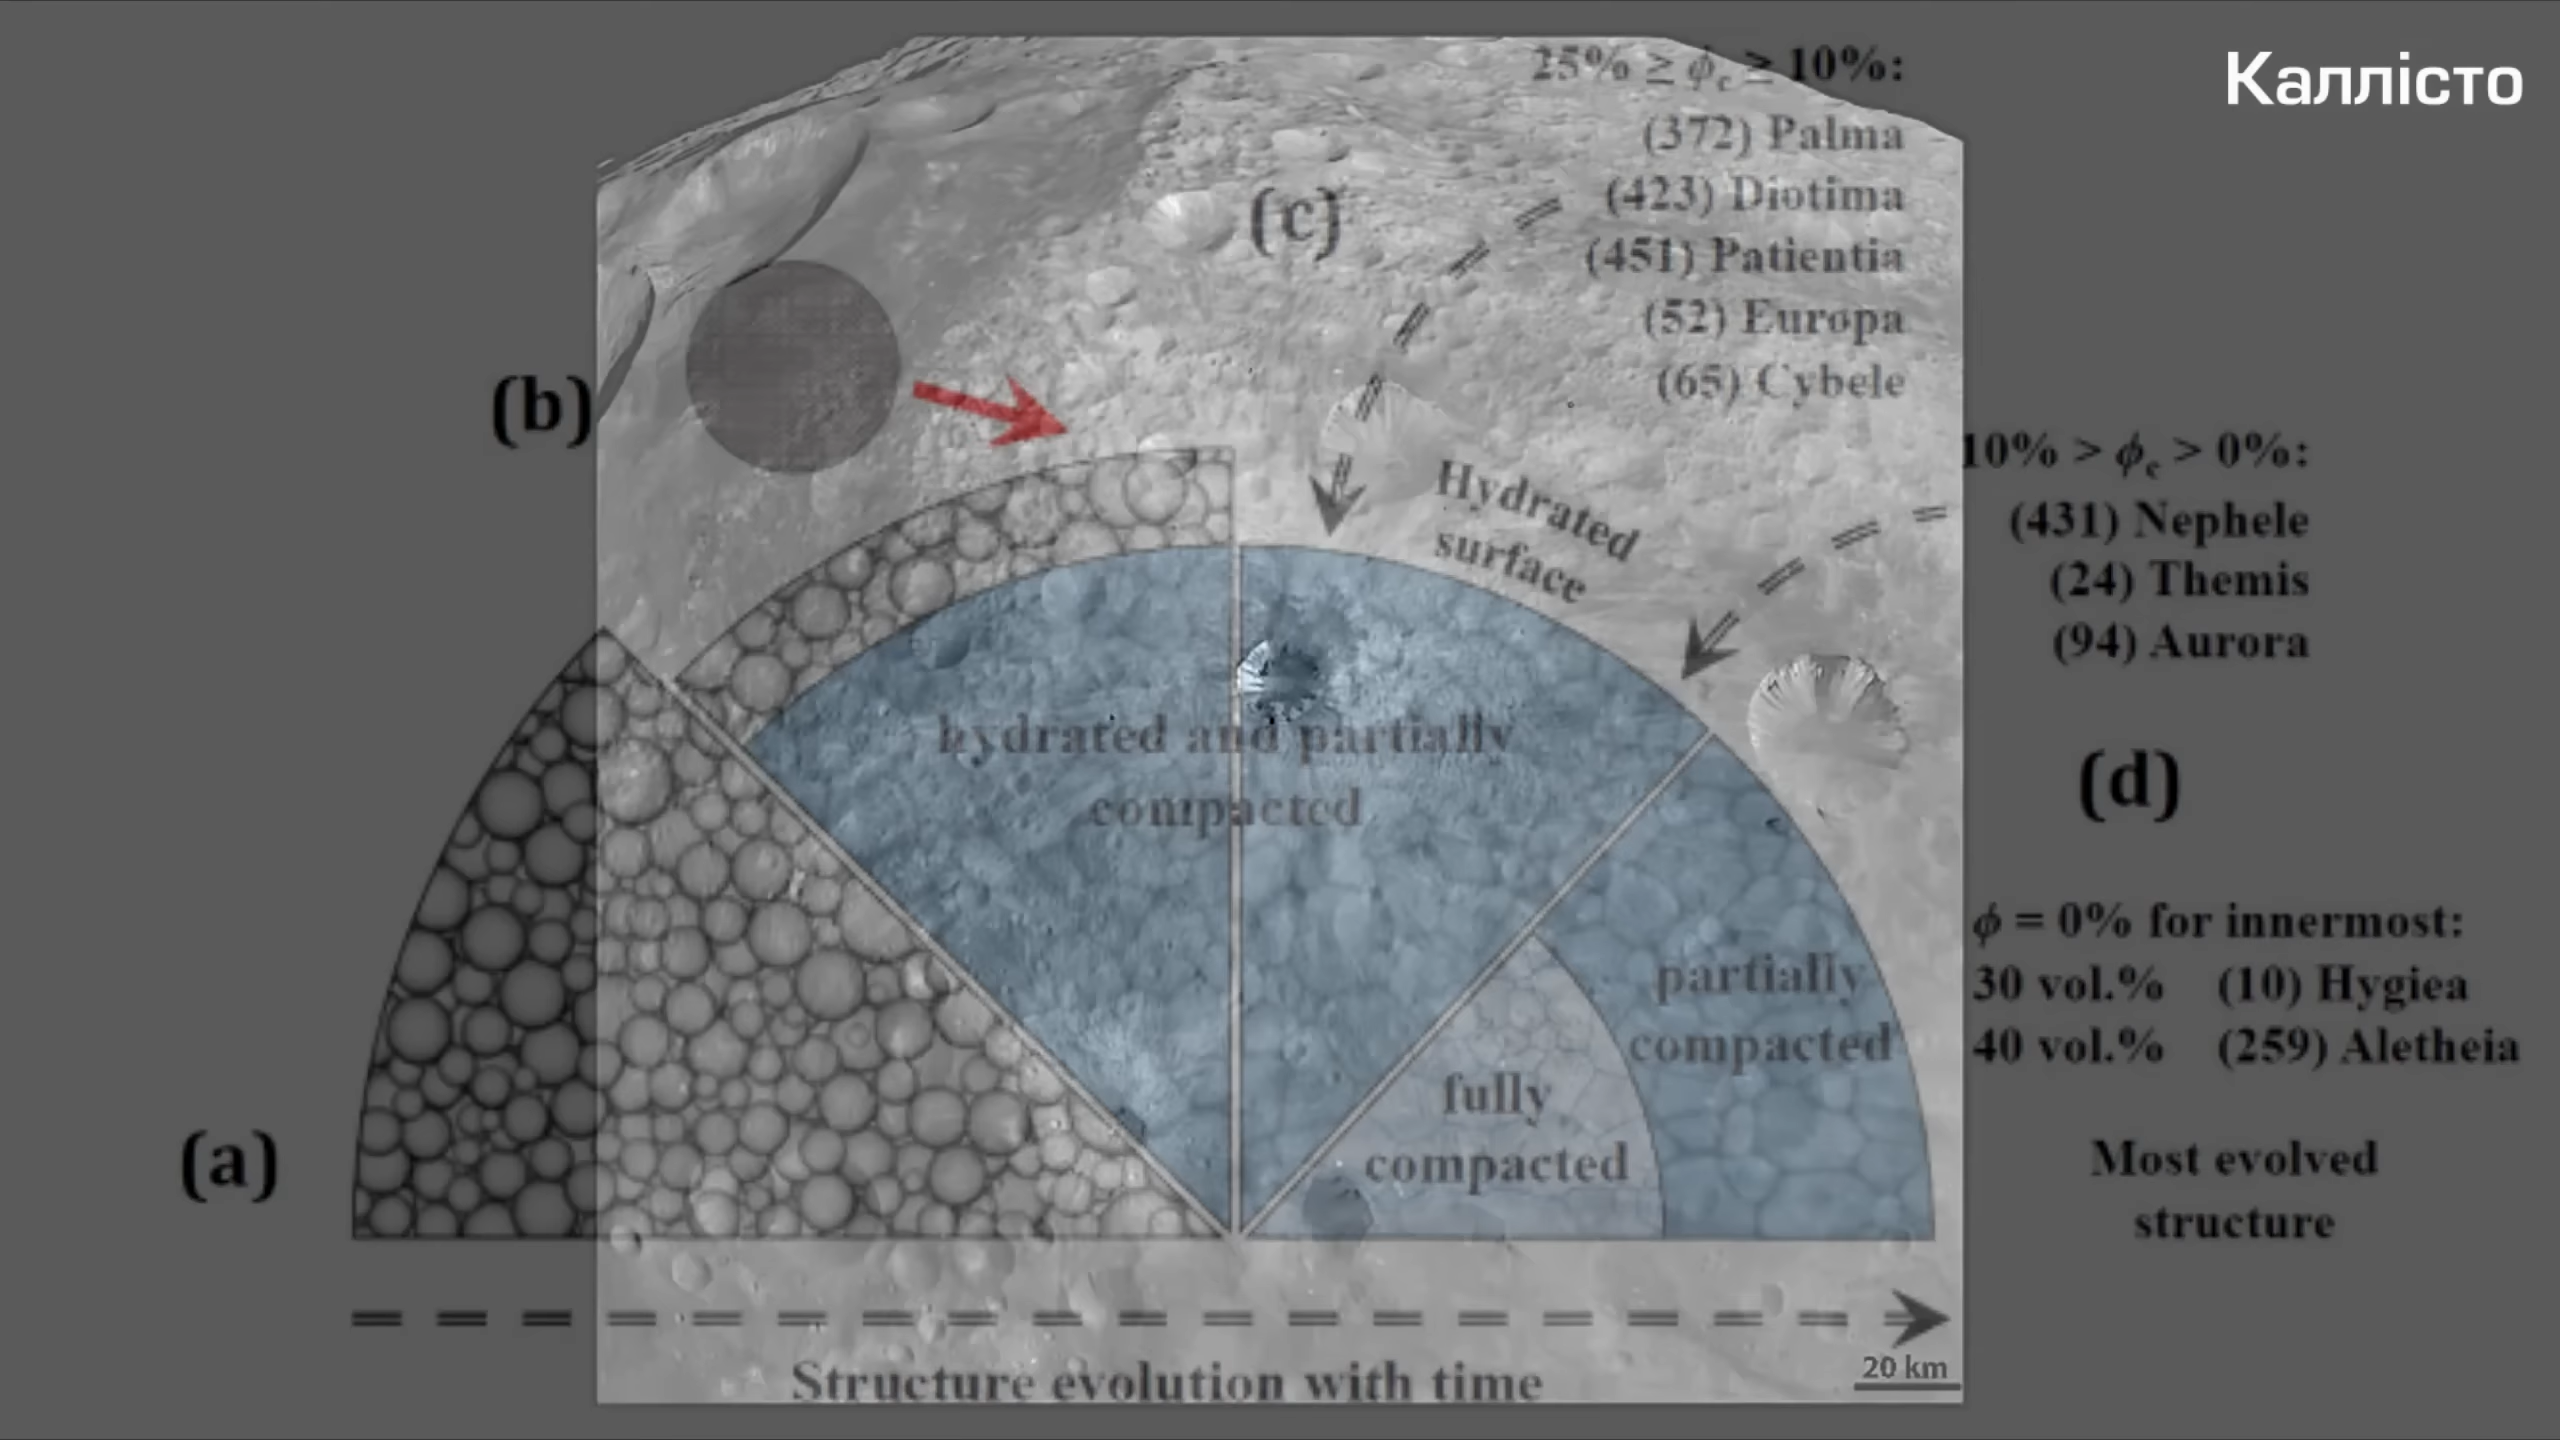 Каллісто
25% ≥ ϕc ≥ 10%:
(372) Palma
(423) Diotima
(451) Patientia
(52) Europa
(65) Cybele
(c)
(b)
10% > ϕc > 0%:
(431) Nephele
(24) Themis
(94) Aurora
Hydrated
surface
hydrated and partially
compacted
(d)
ϕ = 0% for innermost:
30 vol.% (10) Hygiea
40 vol.% (259) Aletheia
partially
compacted
fully
compacted
(a)
Most evolved
structure
20 km
Structure evolution with time